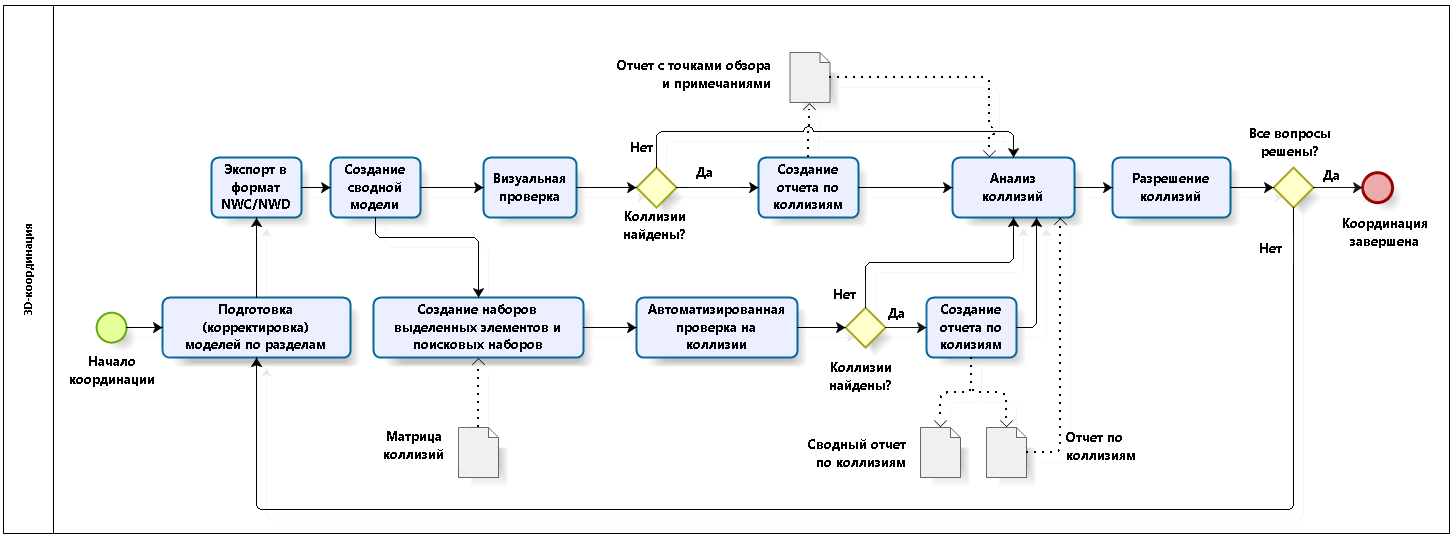 3D-координация
Отчет с точками обзора
и примечаниями
Экспорт в
формат
NWC/NWD
Создание
сводной
модели
Визуальная
проверка
Нет
Да
Коллизии
найдены?
Создание
отчета по
коллизиям
Анализ
коллизий
Разрешение
коллизий
Все вопросы
решены?
Да
Нет
Координация
завершена
Начало
координации
Подготовка
(корректировка)
моделей по разделам
Создание наборов
выделенных элементов и
поисковых наборов
Автоматизированная
проверка на
коллизии
Нет
Да
Коллизии
найдены?
Создание
отчета по
колизиям
Матрица
коллизий
Сводный отчет
по коллизиям
Отчет по
коллизиям